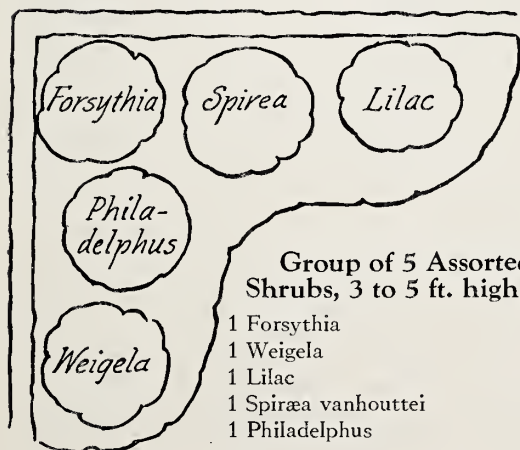 Forsythia
Spirea
Lilac
Phila-
delphus
Weigela
Group of 5 Assorted
Shrubs, 3 to 5 ft. high
1 Forsythia
1 Weigela
1 Lilac
1 Spiræa vanhouttei
1 Philadelphus